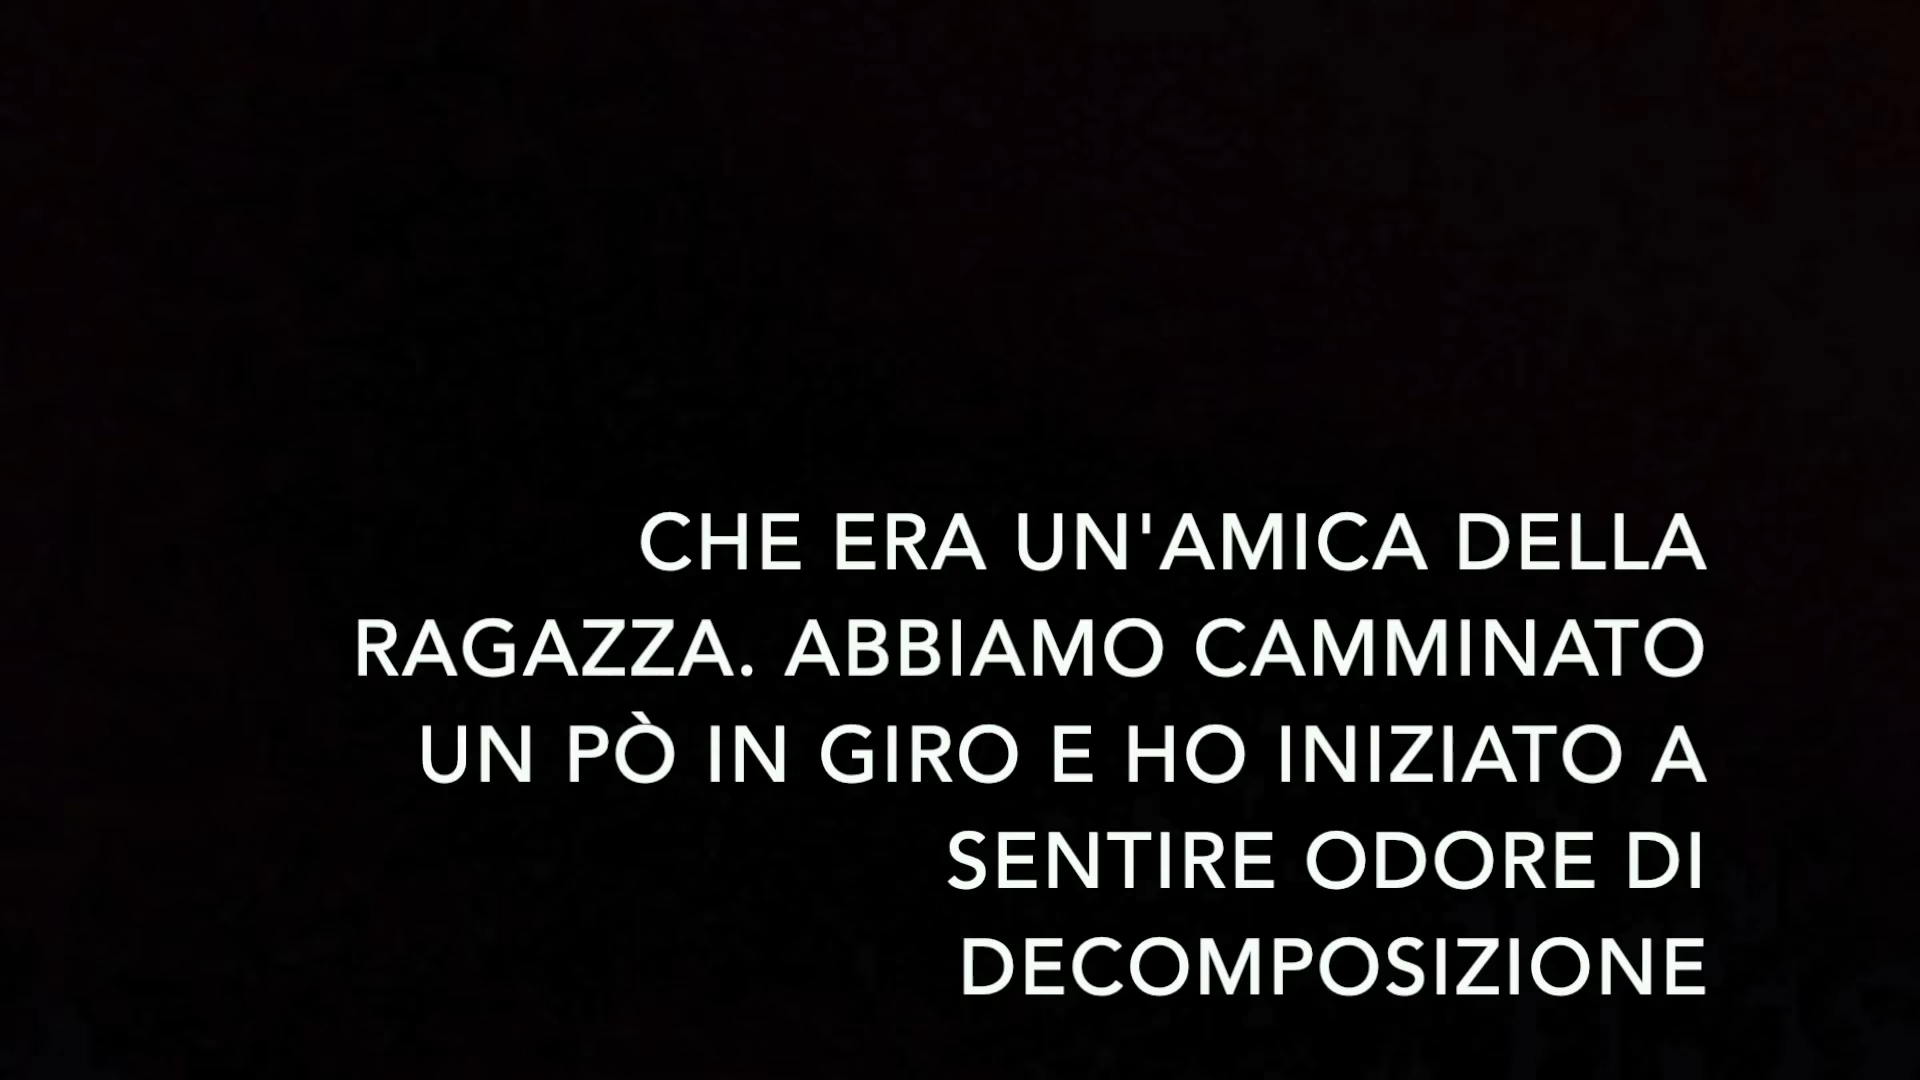 CHE ERA UN'AMICA DELLA
RAGAZZA. ABBIAMO CAMMINATO
UN PÒ IN GIRO E HO INIZIATO A
SENTIRE ODORE DI
DECOMPOSIZIONE